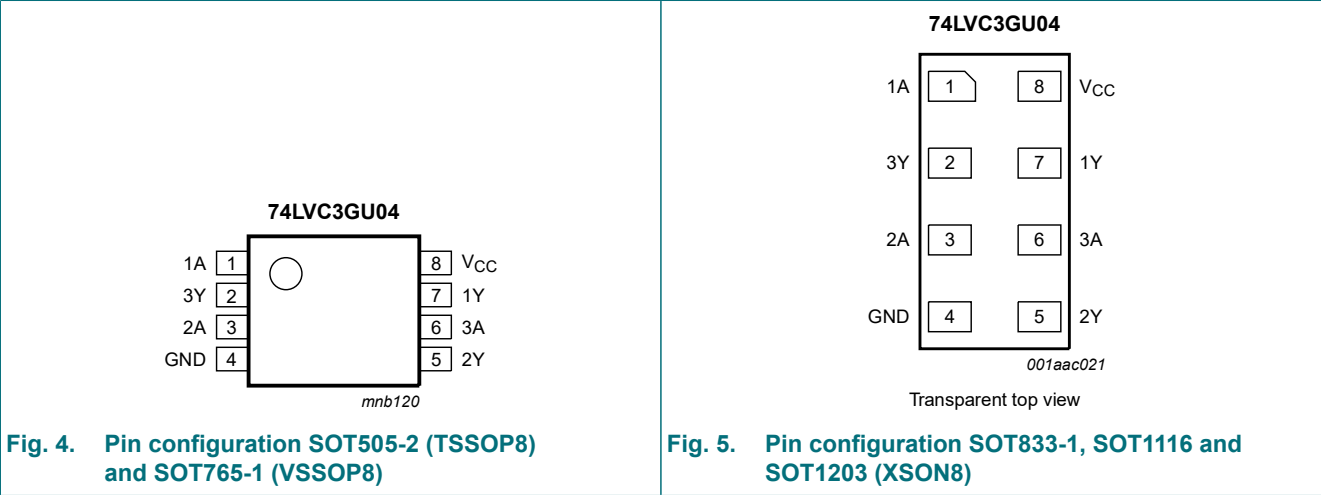 74LVC3GU04
1A 1 8 VCC
3Y 2 7 1Y
2A 3 6 3A
GND 4 5 2Y
mnb120
Fig. 4. Pin configuration SOT505-2 (TSSOP8)
and SOT765-1 (VSSOP8)
74LVC3GU04
1A 1 8 VCC
3Y 2 7 1Y
2A 3 6 3A
GND 4 5 2Y
001aac021
Transparent top view
Fig. 5. Pin configuration SOT833-1, SOT1116 and
SOT1203 (XSON8)